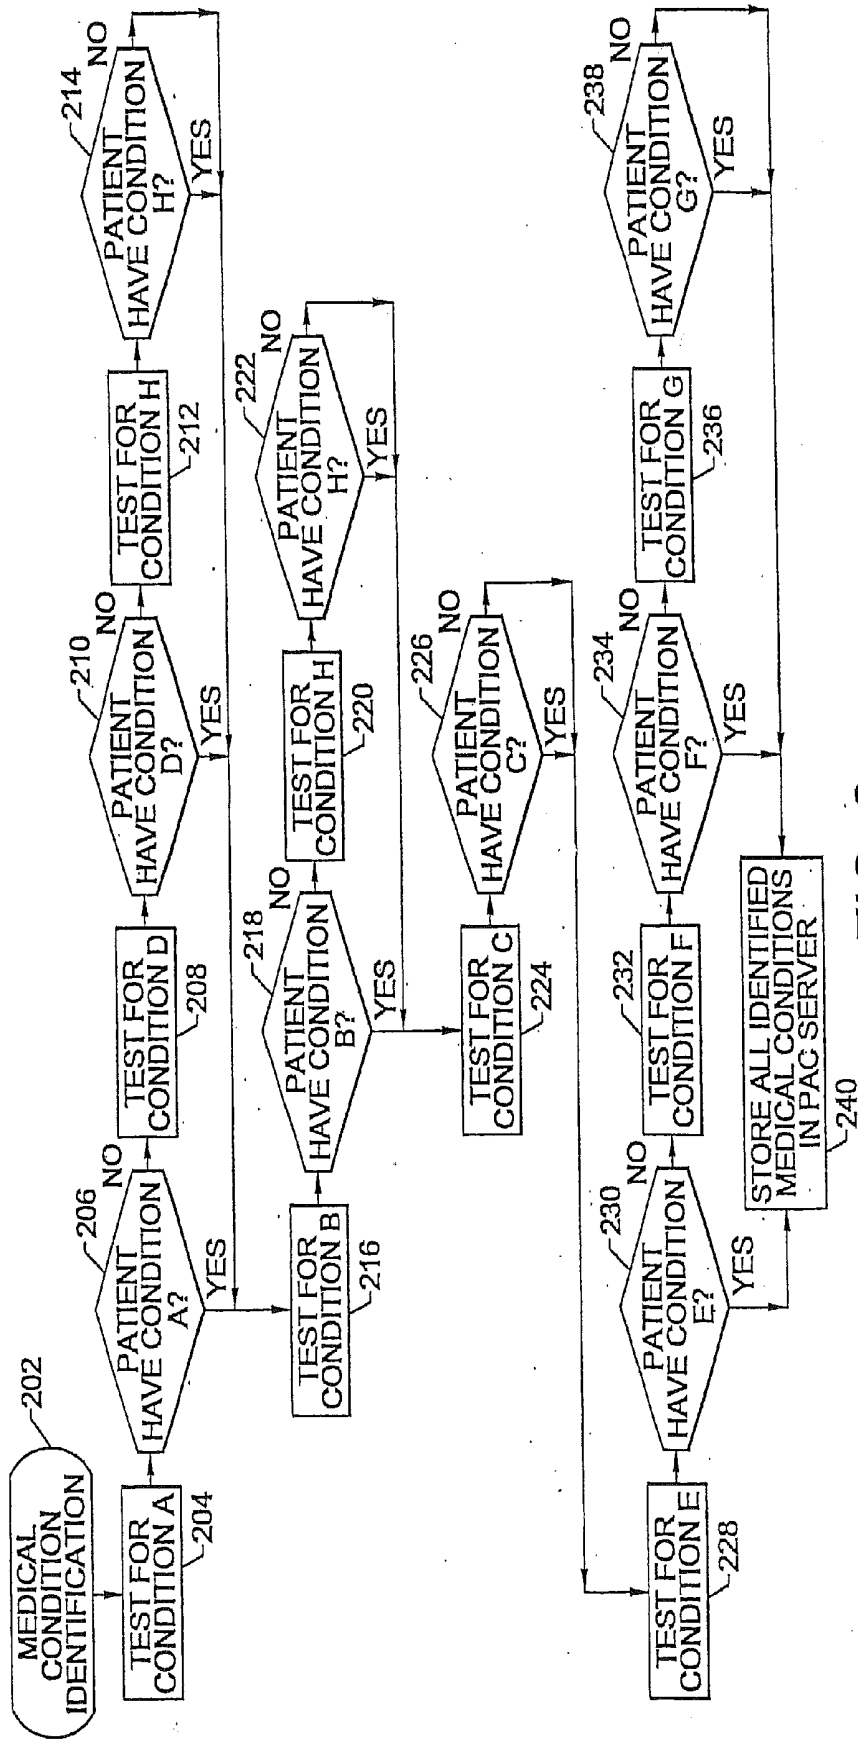 MEDICAL
CONDITION
IDENTIFICATION
202
TEST FOR
CONDITION A
204
PATIENT
HAVE CONDITION
A?
206
NO
YES
TEST FOR
CONDITION D
208
PATIENT
HAVE CONDITION
D?
210
NO
YES
TEST FOR
CONDITION H
212
PATIENT
HAVE CONDITION
H?
214
NO
YES
TEST FOR
CONDITION B
216
PATIENT
HAVE CONDITION
B?
218
NO
YES
TEST FOR
CONDITION H
220
PATIENT
HAVE CONDITION
H?
222
NO
YES
TEST FOR
CONDITION C
224
PATIENT
HAVE CONDITION
C?
226
NO
YES
TEST FOR
CONDITION E
228
PATIENT
HAVE CONDITION
E?
230
NO
YES
TEST FOR
CONDITION F
232
PATIENT
HAVE CONDITION
F?
234
NO
YES
TEST FOR
CONDITION G
236
PATIENT
HAVE CONDITION
G?
238
NO
YES
STORE ALL IDENTIFIED
MEDICAL CONDITIONS
IN PAC SERVER
240